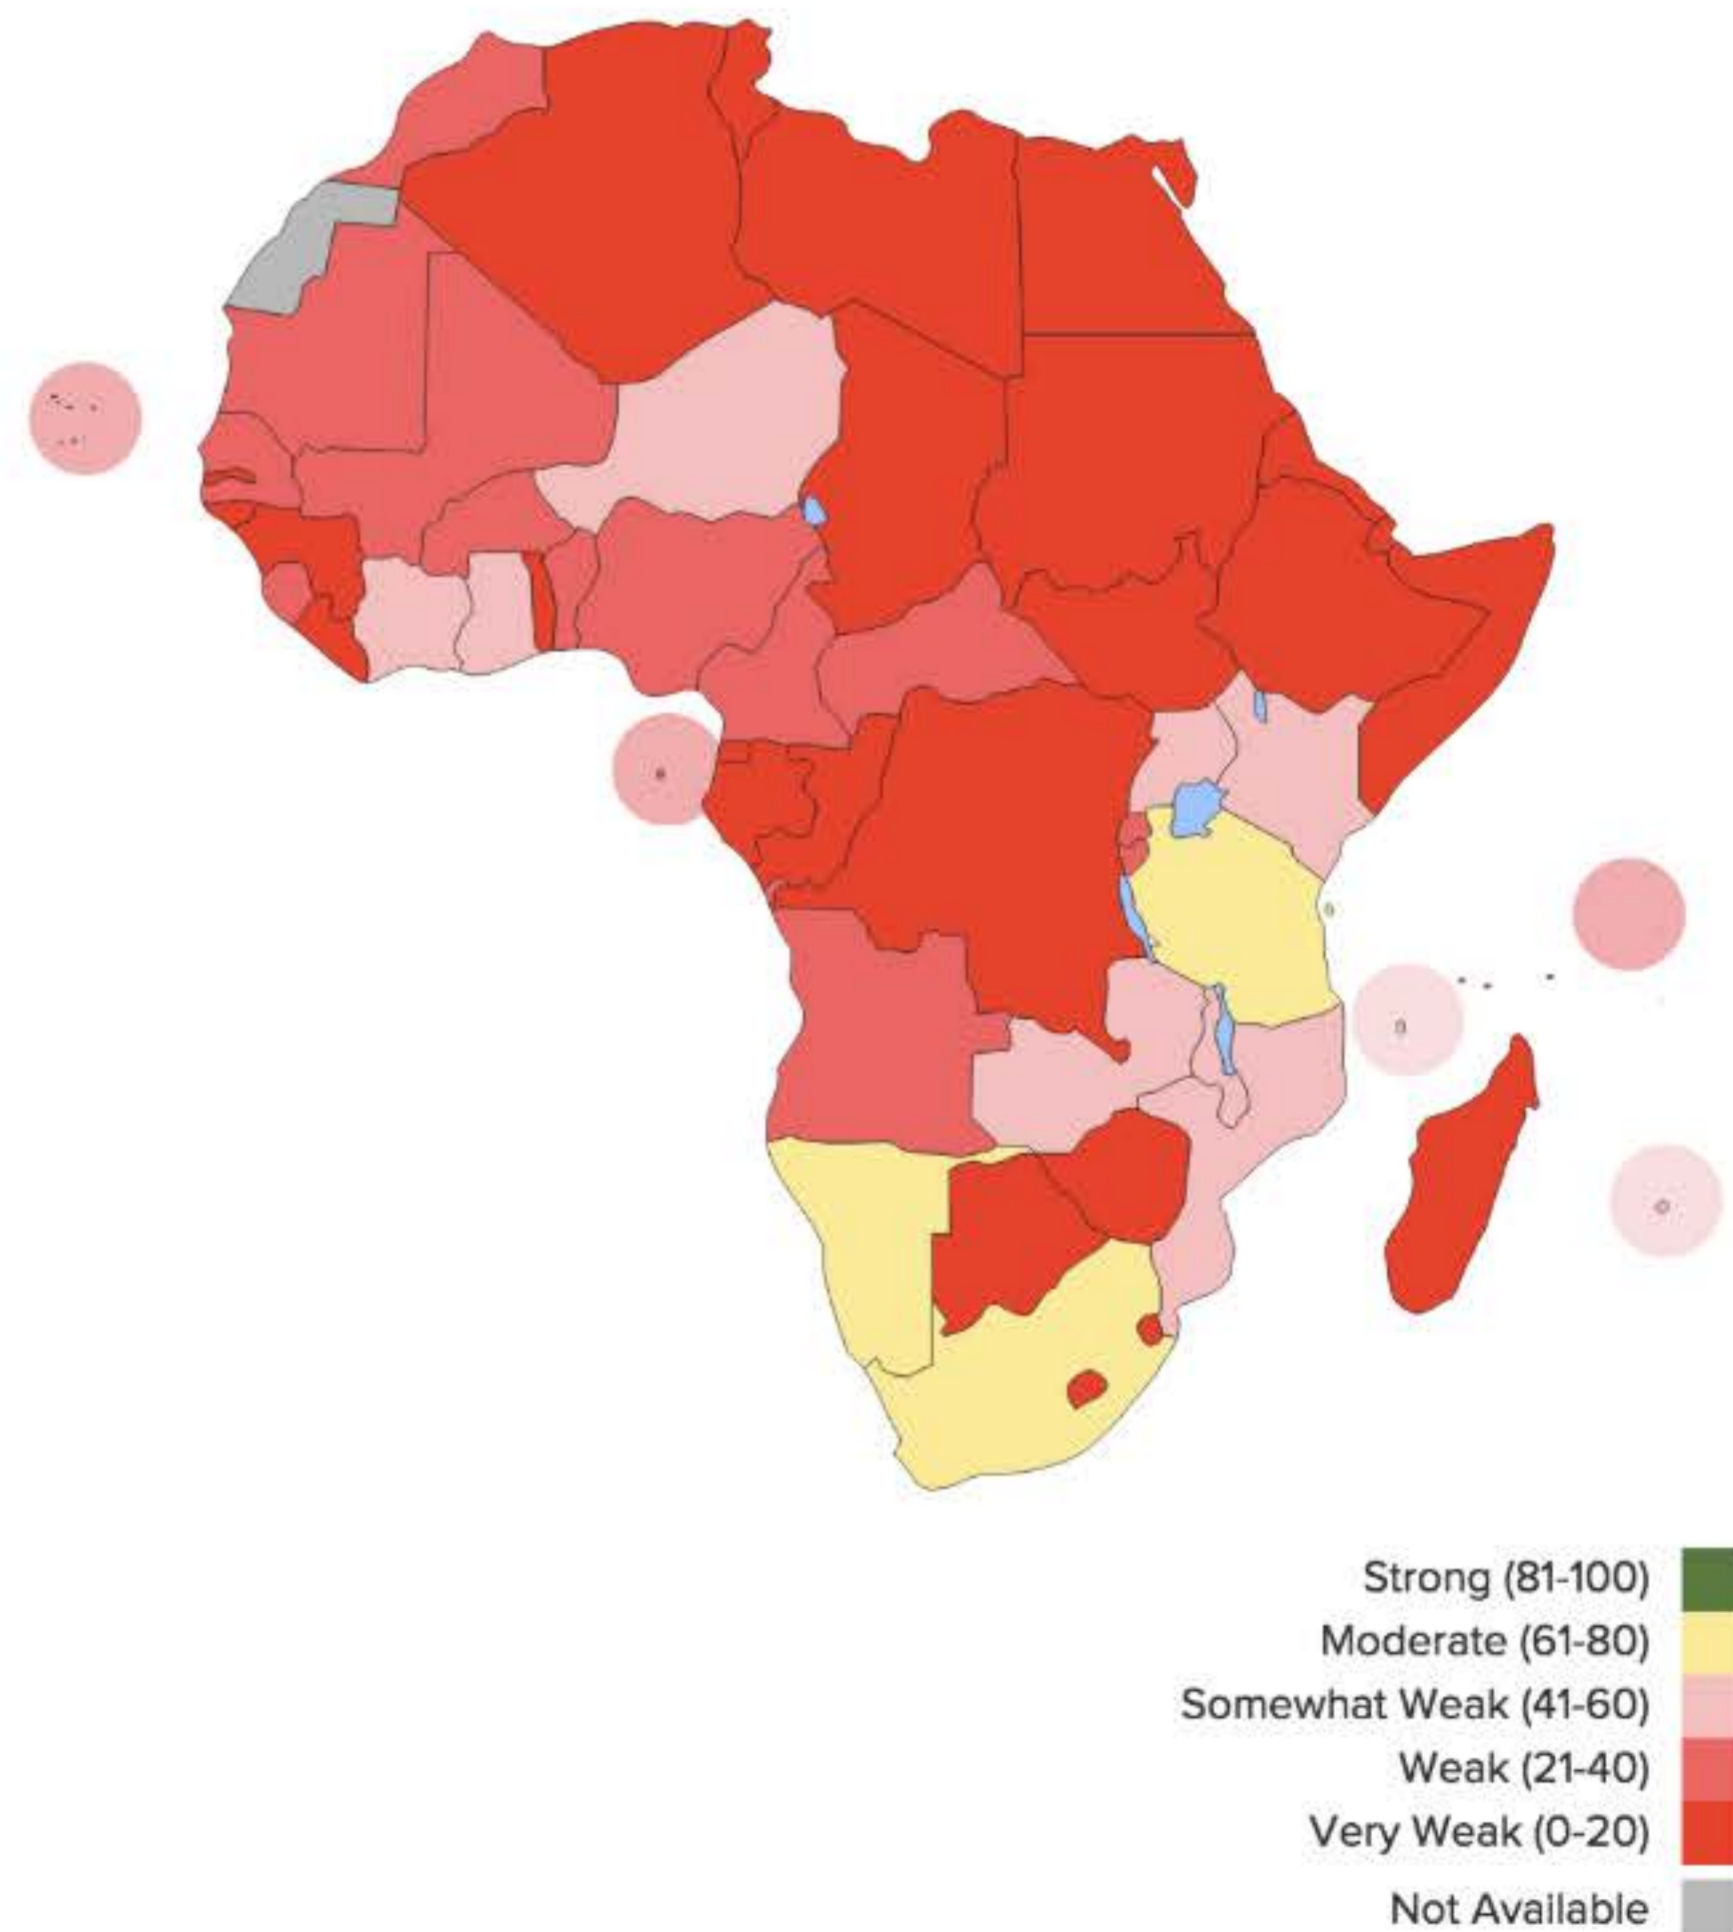 Strong (81-100)
Moderate (61-80)
Somewhat Weak (41-60)
Weak (21-40)
Very Weak (0-20)
Not Available